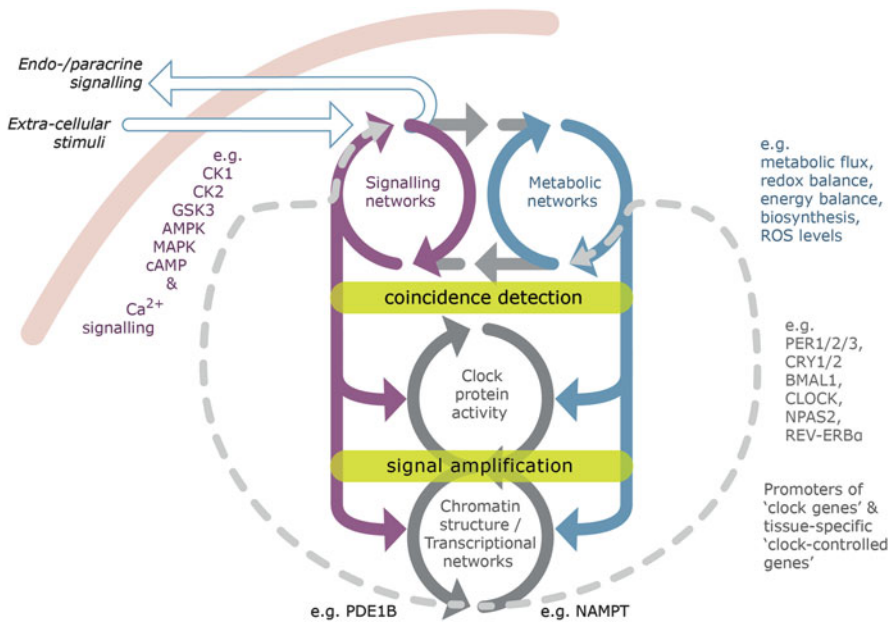 Endo-/paracrine
signalling
Extra-cellular
stimuli
e.g.
CK1
CK2
GSK3
AMPK
MAPK
cAMP
&
Ca²⁺
signalling
Signalling
networks
Metabolic
networks
e.g.
metabolic flux,
redox balance,
energy balance,
biosynthesis,
ROS levels
coincidence detection
Clock
protein
activity
e.g.
PER1/2/3,
CRY1/2
BMAL1,
CLOCK,
NPAS2,
REV-ERBα
signal amplification
Chromatin
structure /
Transcriptional
networks
Promoters of
‘clock genes’ &
tissue-specific
‘clock-controlled
genes’
e.g. PDE1B
e.g. NAMPT